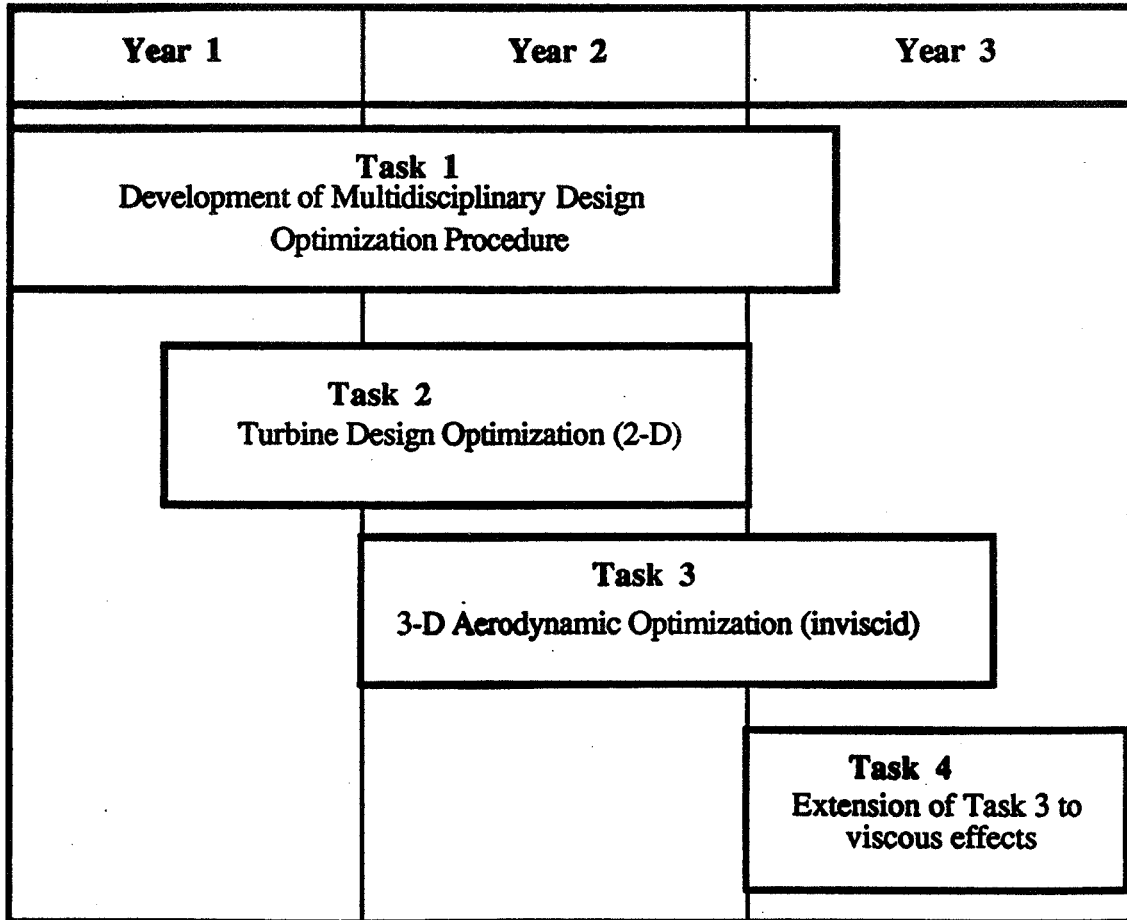 Year 1
Year 2
Year 3
Task 1
Development of Multidisciplinary Design
Optimization Procedure
Task 2
Turbine Design Optimization (2-D)
Task 3
3-D Aerodynamic Optimization (inviscid)
Task 4
Extension of Task 3 to
viscous effects